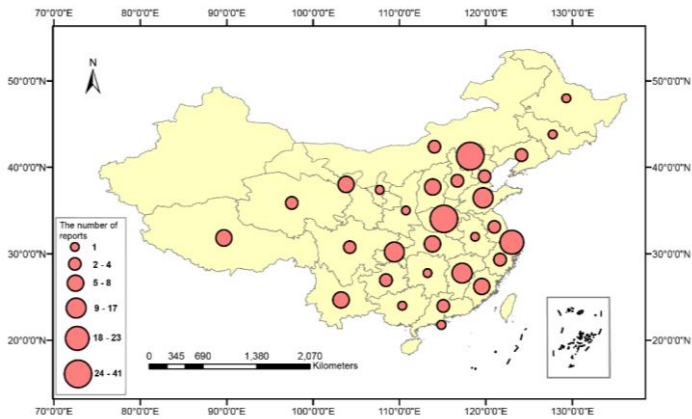 70°0'0"E 80°0'0"E 90°0'0"E 100°0'0"E 110°0'0"E 120°0'0"E 130°0'0"E
N
50°0'0"N 50°0'0"N
40°0'0"N 40°0'0"N
30°0'0"N 30°0'0"N
20°0'0"N 20°0'0"N
The number of
reports
1
2 - 4
5 - 8
9 - 17
18 - 23
24 - 41
0 345 690 1,380 2,070
Kilometers
70°0'0"E 80°0'0"E 90°0'0"E 100°0'0"E 110°0'0"E 120°0'0"E 130°0'0"E